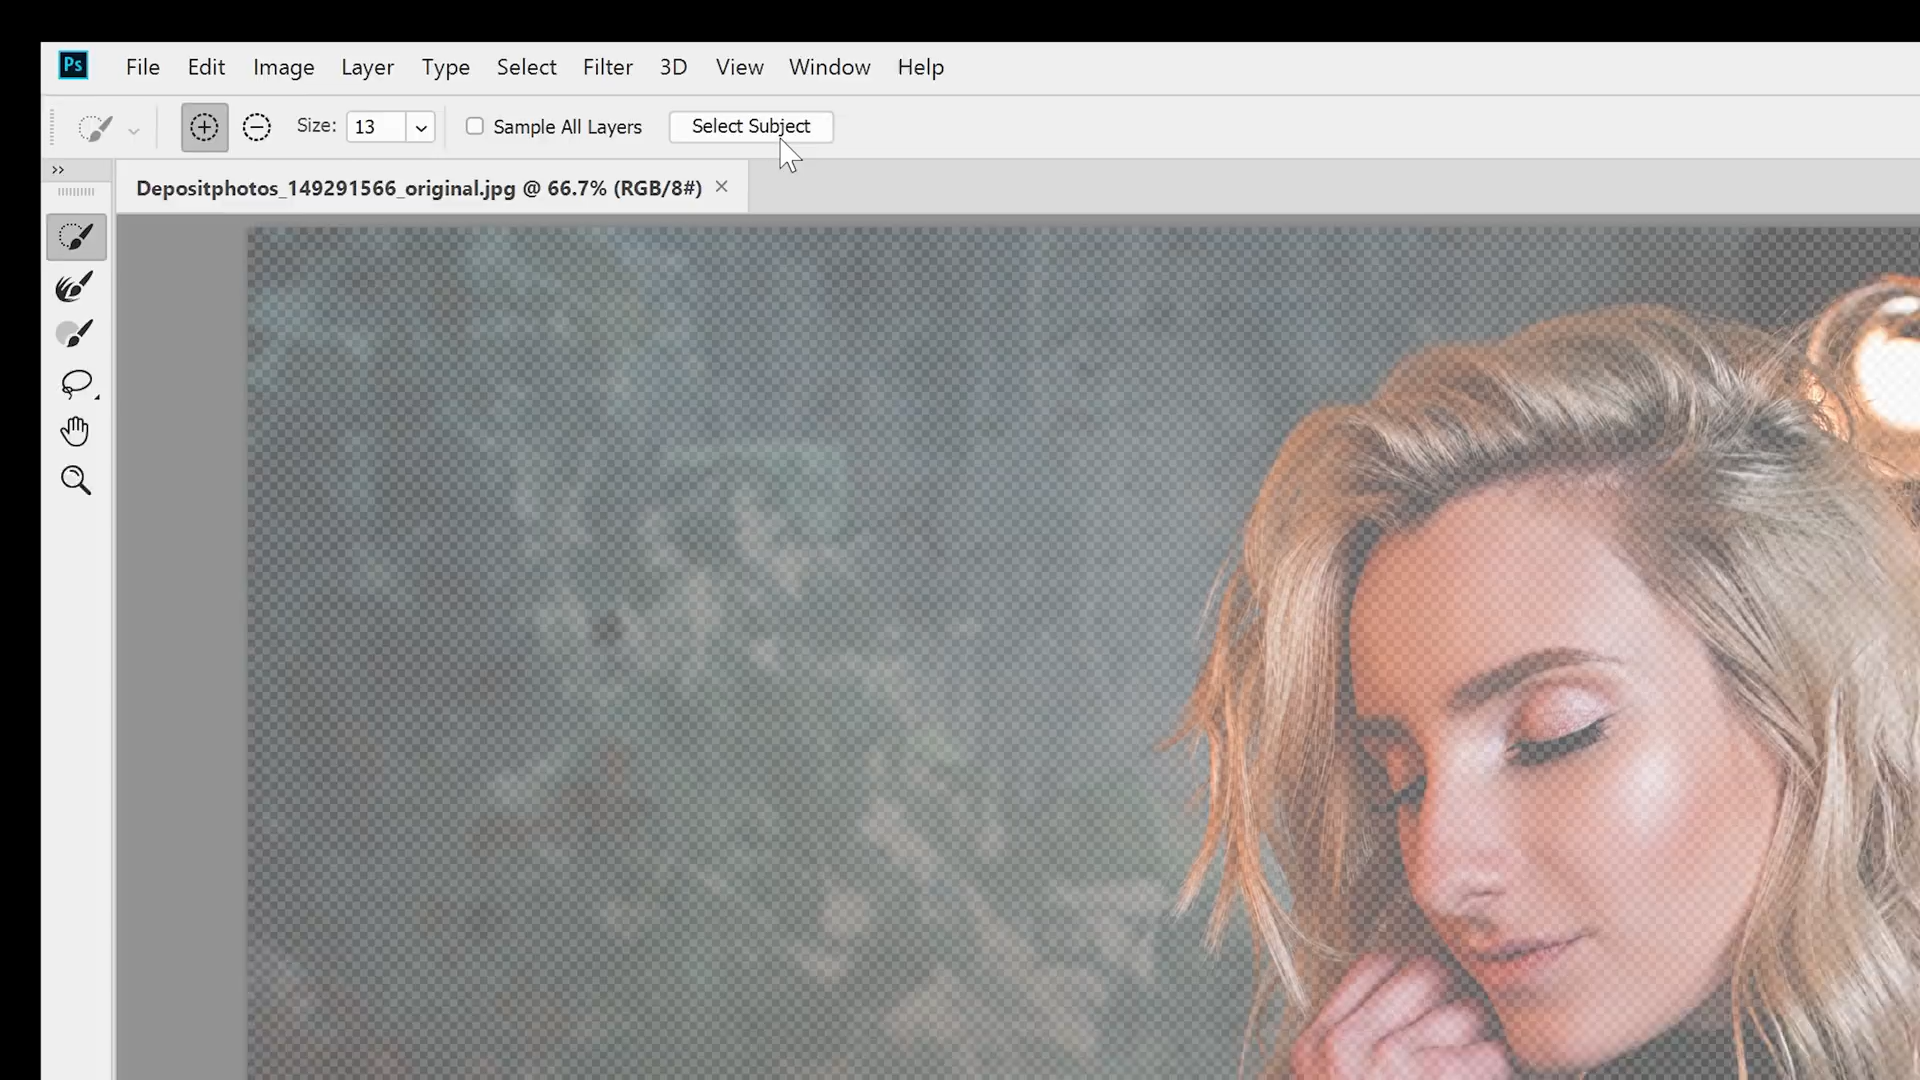 Ps File Edit Image Layer Type Select Filter 3D View Window Help
Size: 13 Sample All Layers Select Subject
Depositphotos_149291566_original.jpg @ 66.7% (RGB/8#) ×